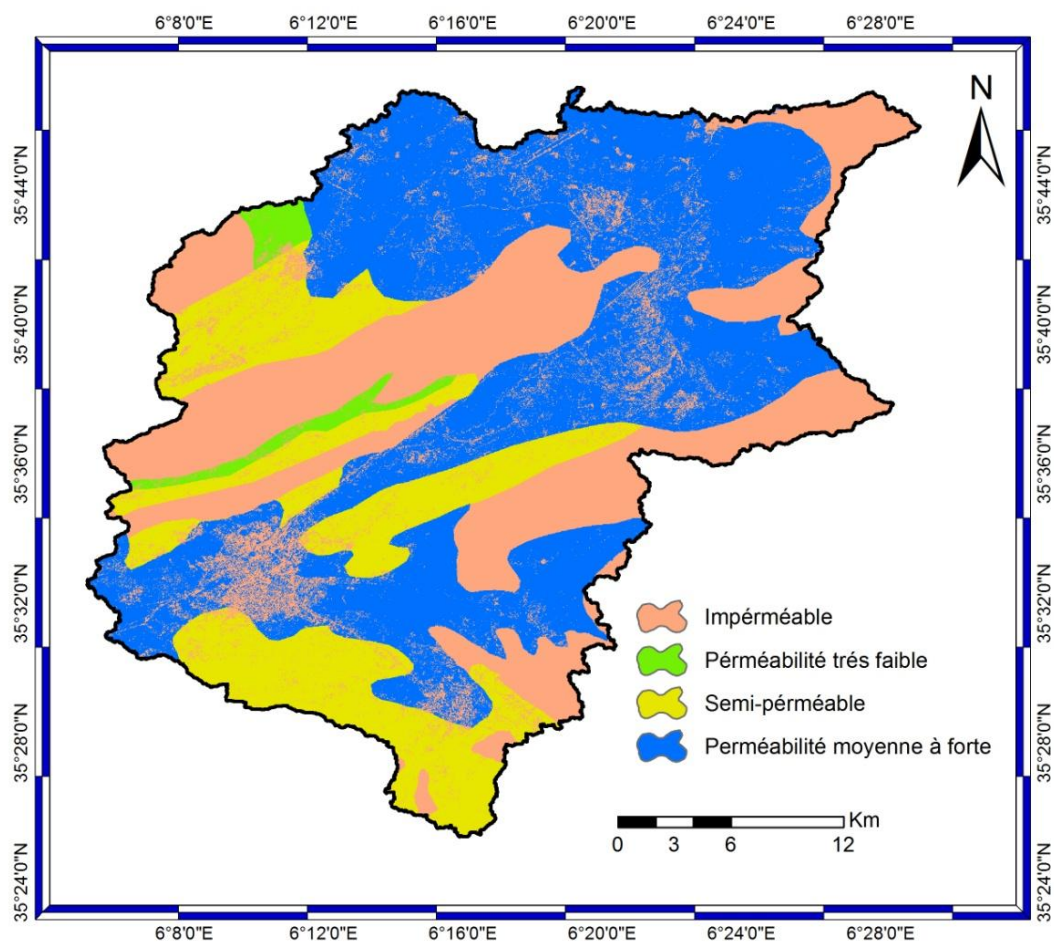 6°8'0"E 6°12'0"E 6°16'0"E 6°20'0"E 6°24'0"E 6°28'0"E
N
35°44'0"N 35°44'0"N
35°40'0"N 35°40'0"N
35°36'0"N 35°36'0"N
35°32'0"N 35°32'0"N
35°28'0"N 35°28'0"N
35°24'0"N 35°24'0"N
Impérméable
Pérméabilité trés faible
Semi-pérméable
Perméabilité moyenne à forte
Km
0 3 6 12
6°8'0"E 6°12'0"E 6°16'0"E 6°20'0"E 6°24'0"E 6°28'0"E